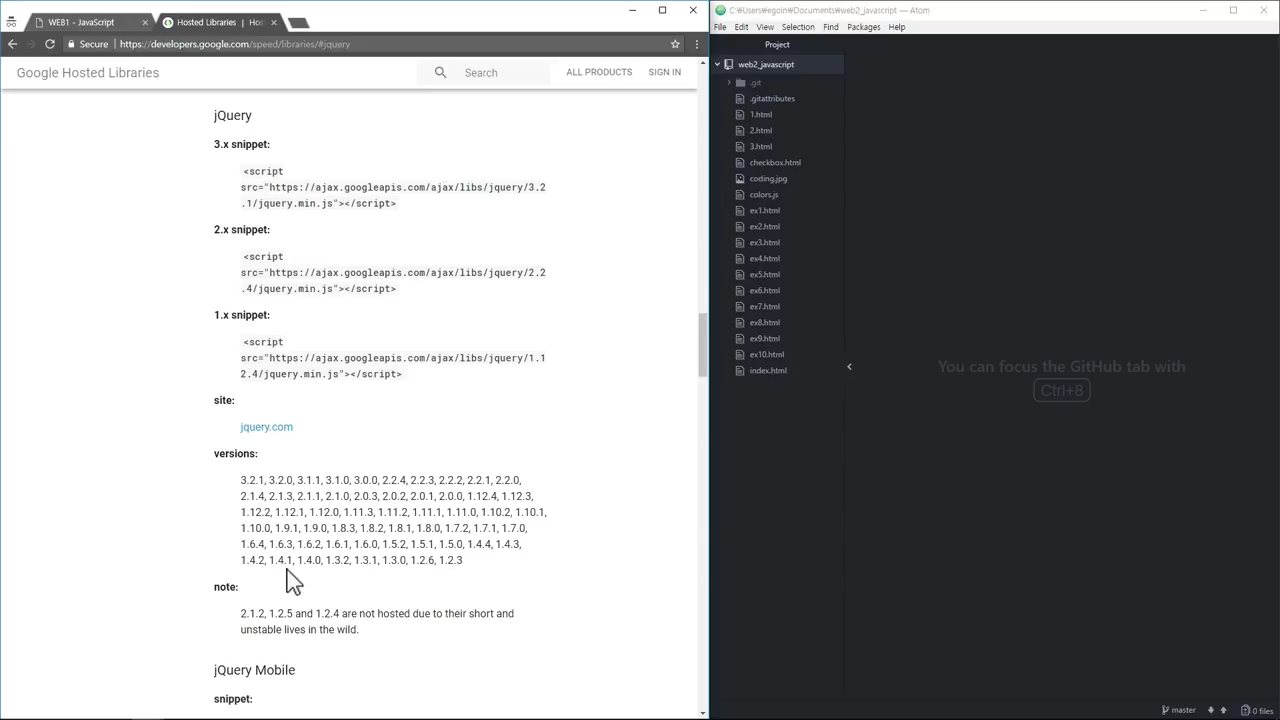 WEB1 - JavaScript
Hosted Libraries | Hos
Secure | https://developers.google.com/speed/libraries/#jquery
Google Hosted Libraries
Search
ALL PRODUCTS
SIGN IN
jQuery
3.x snippet:
<script
src="https://ajax.googleapis.com/ajax/libs/jquery/3.2
.1/jquery.min.js"></script>
2.x snippet:
<script
src="https://ajax.googleapis.com/ajax/libs/jquery/2.2
.4/jquery.min.js"></script>
1.x snippet:
<script
src="https://ajax.googleapis.com/ajax/libs/jquery/1.1
2.4/jquery.min.js"></script>
site:
jquery.com
versions:
3.2.1, 3.2.0, 3.1.1, 3.1.0, 3.0.0, 2.2.4, 2.2.3, 2.2.2, 2.2.1, 2.2.0,
2.1.4, 2.1.3, 2.1.1, 2.1.0, 2.0.3, 2.0.2, 2.0.1, 2.0.0, 1.12.4, 1.12.3,
1.12.2, 1.12.1, 1.12.0, 1.11.3, 1.11.2, 1.11.1, 1.11.0, 1.10.2, 1.10.1,
1.10.0, 1.9.1, 1.9.0, 1.8.3, 1.8.2, 1.8.1, 1.8.0, 1.7.2, 1.7.1, 1.7.0,
1.6.4, 1.6.3, 1.6.2, 1.6.1, 1.6.0, 1.5.2, 1.5.1, 1.5.0, 1.4.4, 1.4.3,
1.4.2, 1.4.1, 1.4.0, 1.3.2, 1.3.1, 1.3.0, 1.2.6, 1.2.3
note:
2.1.2, 1.2.5 and 1.2.4 are not hosted due to their short and
unstable lives in the wild.
jQuery Mobile
snippet:
C:₩Users₩egoin₩Documents₩web2_javascript — Atom
File Edit View Selection Find Packages Help
Project
web2_javascript
.git
.gitattributes
1.html
2.html
3.html
checkbox.html
coding.jpg
colors.js
ex1.html
ex2.html
ex3.html
ex4.html
ex5.html
ex6.html
ex7.html
ex8.html
ex9.html
ex10.html
index.html
You can focus the GitHub tab with
Ctrl+8
master
0 files